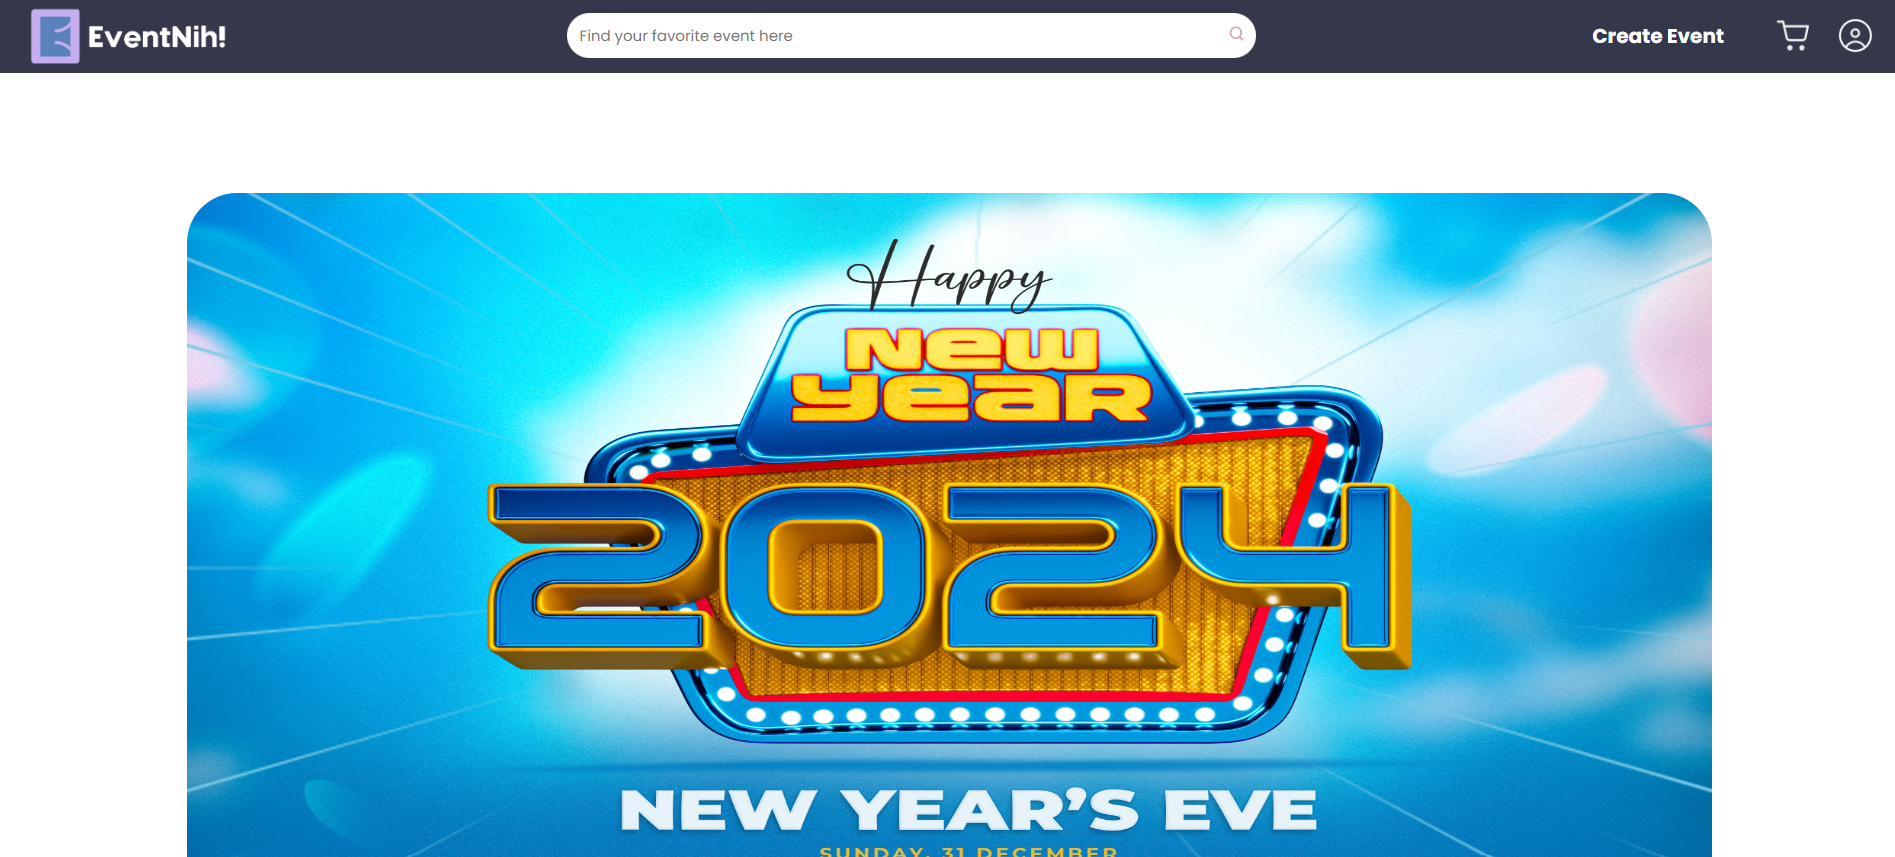 EventNih!
Find your favorite event here
Create Event
Happy
New
Year
2024
NEW YEAR'S EVE
SUNDAY, 31 DECEMBER